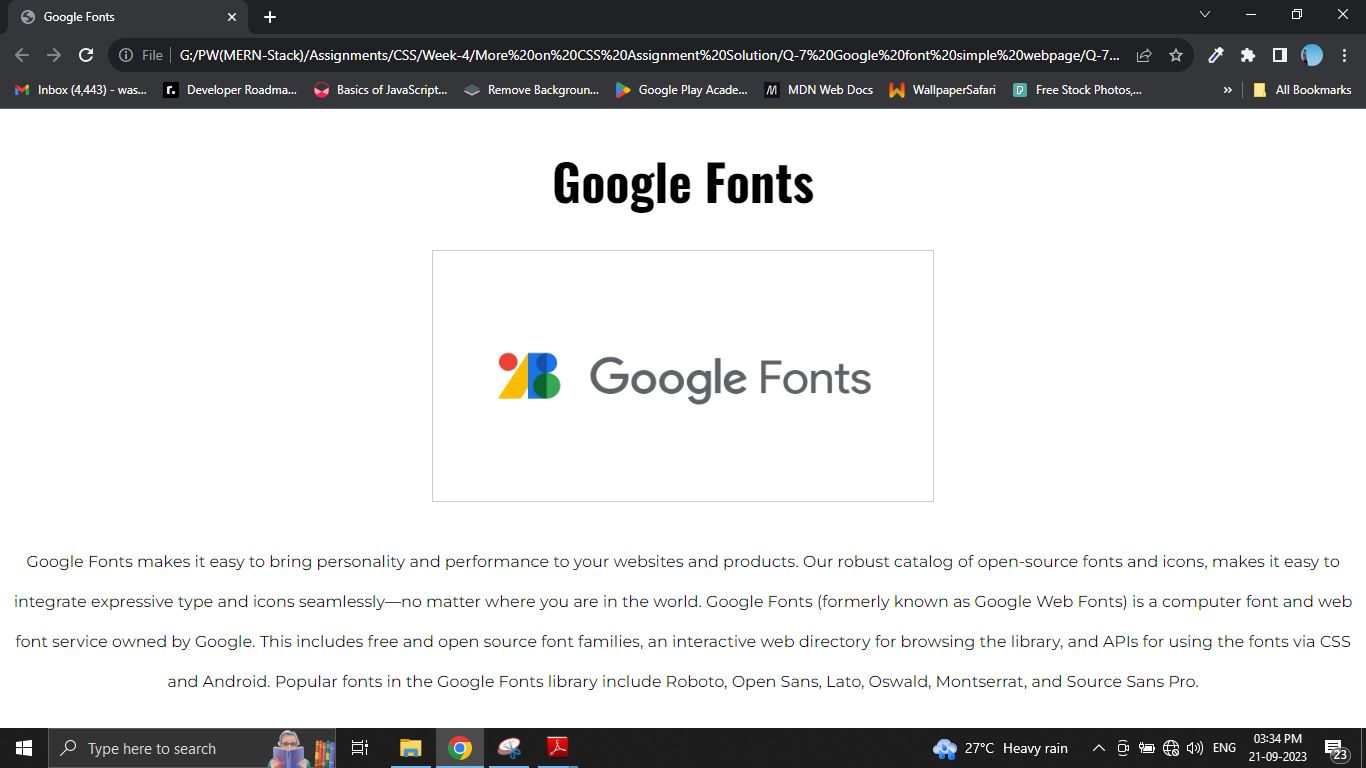 Google Fonts
File
G:/PW(MERN-Stack)/Assignments/CSS/Week-4/More%20on%20CSS%20Assignment%20Solution/Q-7%20Google%20font%20simple%20webpage/Q-7...
Inbox (4,443) - was... Developer Roadma... Basics of JavaScript... Remove Backgroun... Google Play Acade... MDN Web Docs WallpaperSafari Free Stock Photos,... » All Bookmarks
Google Fonts
Google Fonts
Google Fonts makes it easy to bring personality and performance to your websites and products. Our robust catalog of open-source fonts and icons, makes it easy to
integrate expressive type and icons seamlessly—no matter where you are in the world. Google Fonts (formerly known as Google Web Fonts) is a computer font and web
font service owned by Google. This includes free and open source font families, an interactive web directory for browsing the library, and APIs for using the fonts via CSS
and Android. Popular fonts in the Google Fonts library include Roboto, Open Sans, Lato, Oswald, Montserrat, and Source Sans Pro.
Type here to search
27°C Heavy rain
ENG
03:34 PM
21-09-2023
23